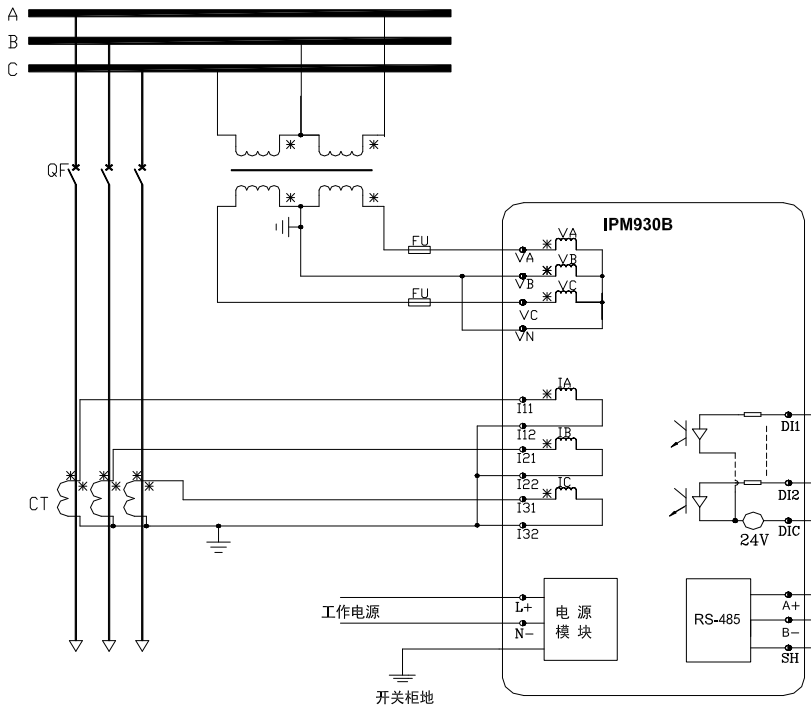 A
B
C
QF
IPM930B
FU
VA
VA
VB
VB
FU
VC
VC
VN
IA
I11
I12
IB
I21
I22
IC
I31
I32
CT
DI1
DI2
DIC
24V
工作电源
L+
N-
电源
模块
RS-485
A+
B-
SH
开关柜地